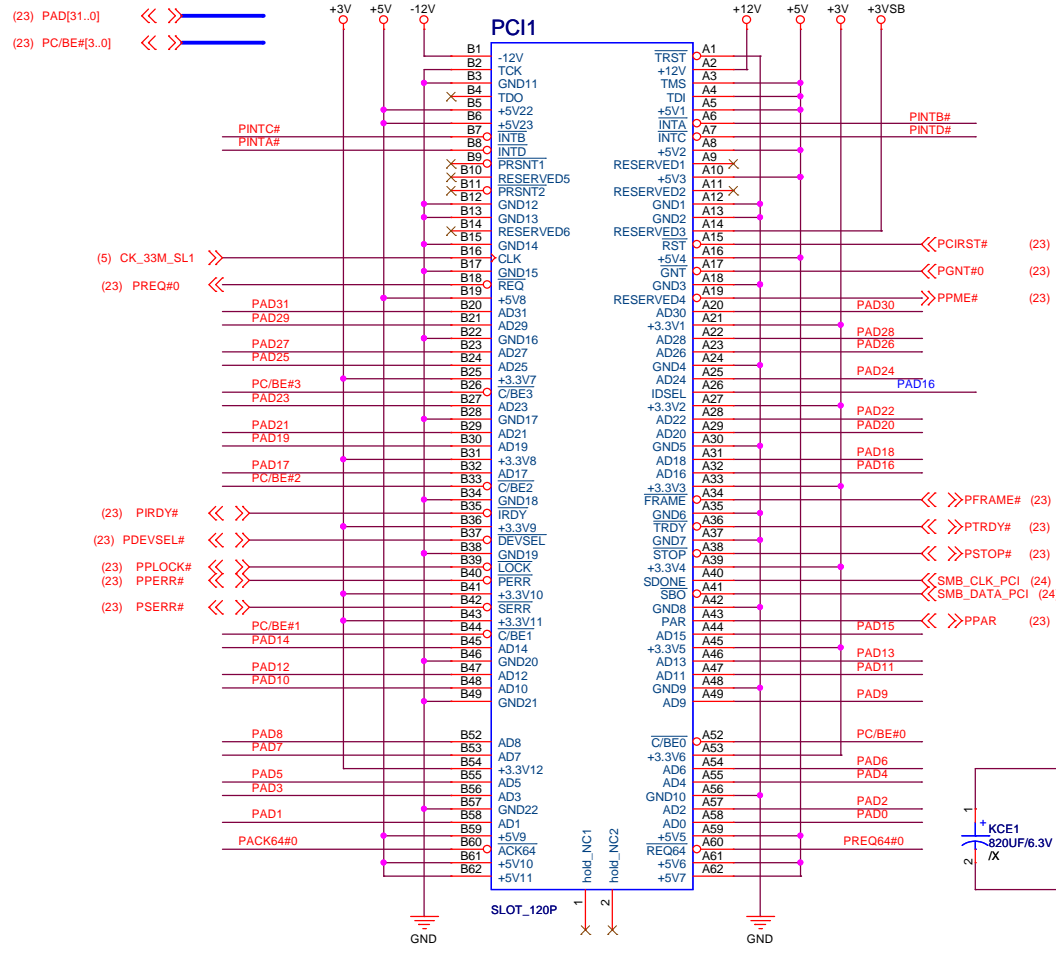 (23) PAD[31..0]
(23) PC/BE#[3..0]
+3V +5V -12V
+12V +5V +3V +3VSB
PCI1
B1 -12V TRST A1
B2 TCK +12V A2
B3 GND11 TMS A3
B4 TDO TDI A4
B5 +5V22 +5V1 A5
B6 +5V23 INTA A6 PINTB#
PINTC# B7 INTB INTC A7 PINTD#
PINTA# B8 INTD +5V2 A8
B9 PRSNT1 RESERVED1 A9
B10 RESERVED5 +5V3 A10
B11 PRSNT2 RESERVED2 A11
B12 GND12 GND1 A12
B13 GND13 GND2 A13
B14 RESERVED6 RESERVED3 A14
B15 GND14 RST A15 PCIRST# (23)
(5) CK_33M_SL1 B16 CLK +5V4 A16
B17 GND15 GNT A17 PGNT#0 (23)
(23) PREQ#0 B18 REQ GND3 A18
B19 +5V8 RESERVED4 A19 PPME# (23)
PAD31 B20 AD31 AD30 A20 PAD30
PAD29 B21 AD29 +3.3V1 A21
B22 GND16 AD28 A22 PAD28
PAD27 B23 AD27 AD26 A23 PAD26
PAD25 B24 AD25 GND4 A24
B25 +3.3V7 AD24 A25 PAD24
PC/BE#3 B26 C/BE3 IDSEL A26 PAD16
PAD23 B27 AD23 +3.3V2 A27
B28 GND17 AD22 A28 PAD22
PAD21 B29 AD21 AD20 A29 PAD20
PAD19 B30 AD19 GND5 A30
B31 +3.3V8 AD18 A31 PAD18
PAD17 B32 AD17 AD16 A32 PAD16
PC/BE#2 B33 C/BE2 +3.3V3 A33
B34 GND18 FRAME A34 PFRAME# (23)
(23) PIRDY# B35 IRDY GND6 A35
B36 +3.3V9 TRDY A36 PTRDY# (23)
(23) PDEVSEL# B37 DEVSEL GND7 A37
B38 GND19 STOP A38 PSTOP# (23)
(23) PPLOCK# B39 LOCK +3.3V4 A39
(23) PPERR# B40 PERR SDONE A40 SMB_CLK_PCI (24)
B41 +3.3V10 SBO A41 SMB_DATA_PCI (24
(23) PSERR# B42 SERR GND8 A42
B43 +3.3V11 PAR A43 PPAR (23)
PC/BE#1 B44 C/BE1 AD15 A44 PAD15
PAD14 B45 AD14 +3.3V5 A45
B46 GND20 AD13 A46 PAD13
PAD12 B47 AD12 AD11 A47 PAD11
PAD10 B48 AD10 GND9 A48
B49 GND21 AD9 A49 PAD9
PAD8 B52 AD8 C/BE0 A52 PC/BE#0
PAD7 B53 AD7 +3.3V6 A53
B54 +3.3V12 AD6 A54 PAD6
PAD5 B55 AD5 AD4 A55 PAD4
PAD3 B56 AD3 GND10 A56
B57 GND22 AD2 A57 PAD2
PAD1 B58 AD1 AD0 A58 PAD0
B59 +5V9 +5V5 A59
PACK64#0 B60 ACK64 REQ64 A60 PREQ64#0
B61 +5V10 +5V6 A61
B62 +5V11 +5V7 A62
hold_NC1 hold_NC2
1 2
SLOT_120P
GND GND
1
+ KCE1
820UF/6.3V
/X
2